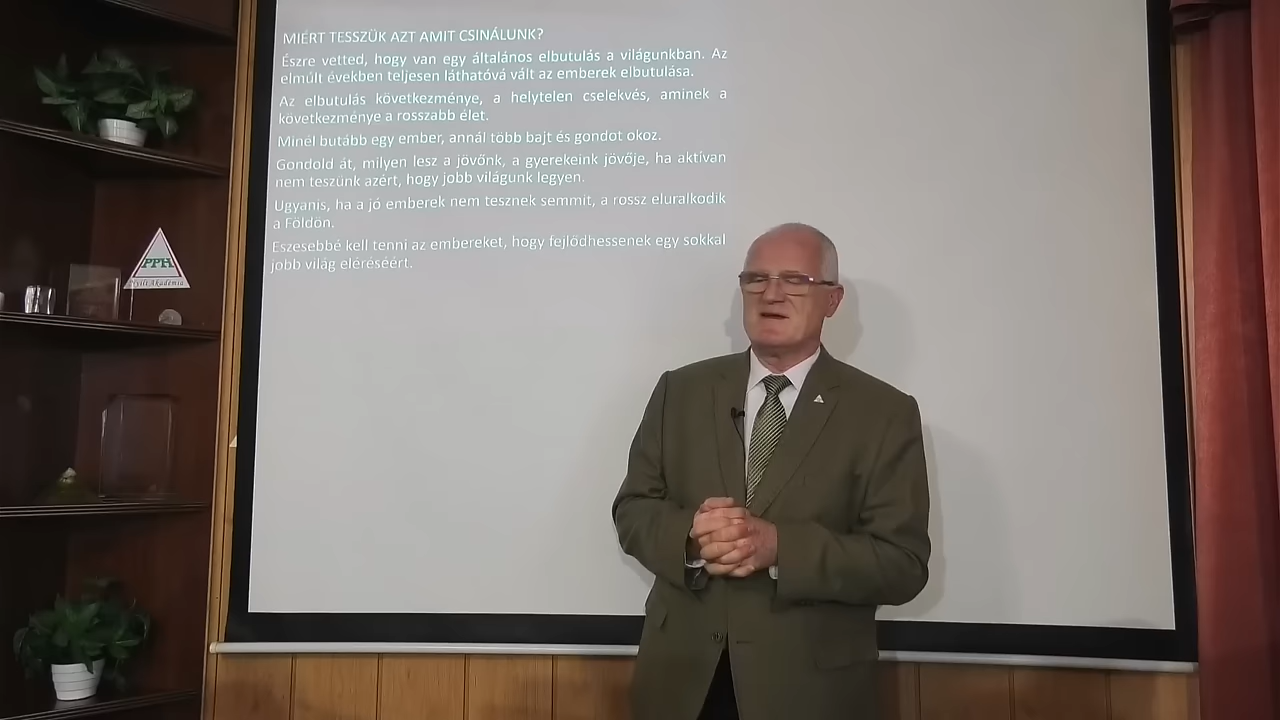 MIÉRT TESSZÜK AZT AMIT CSINÁLUNK?
Észre vetted, hogy van egy általános elbutulás a világunkban. Az
elmúlt években teljesen láthatóvá vált az emberek elbutulása.
Az elbutulás következménye, a helytelen cselekvés, aminek a
következménye a rosszabb élet.
Minél butább egy ember, annál több bajt és gondot okoz.
Gondold át, milyen lesz a jövőnk, a gyerekeink jövője, ha aktívan
nem teszünk azért, hogy jobb világunk legyen.
Ugyanis, ha a jó emberek nem tesznek semmit, a rossz eluralkodik
a Földön.
Eszesebbé kell tenni az embereket, hogy fejlődhessenek egy sokkal
jobb világ eléréséért.
PPH
Nyílt Akadémia